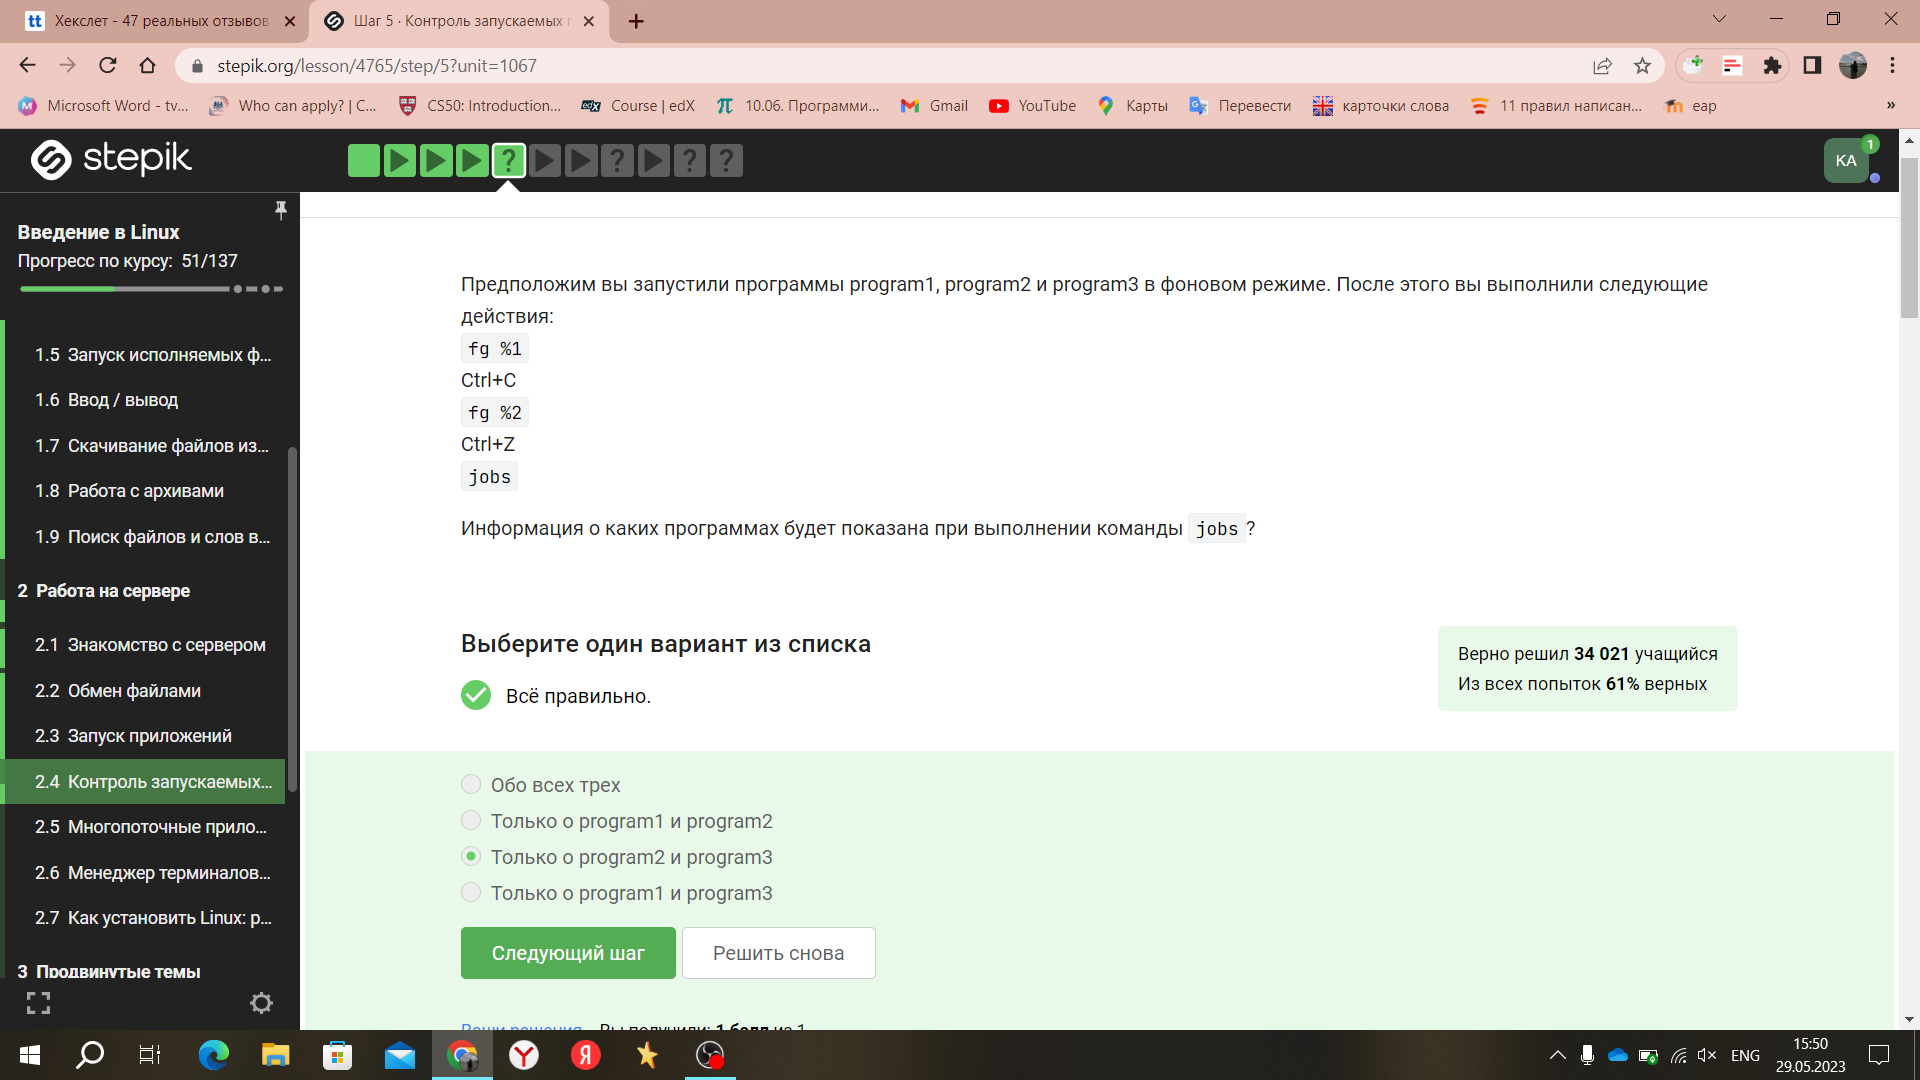 Хекслет - 47 реальных отзывов
Шаг 5 · Контроль запускаемых п
stepik.org/lesson/4765/step/5?unit=1067
Microsoft Word - tv...
Who can apply? | C...
CS50: Introduction...
edX
Course | edX
10.06. Программи...
Gmail
YouTube
Карты
Перевести
карточки слова
11 правил написан...
eap
»
stepik
?
?
?
?
KA
1
Введение в Linux
Прогресс по курсу: 51/137
1.5 Запуск исполняемых ф...
1.6 Ввод / вывод
1.7 Скачивание файлов из...
1.8 Работа с архивами
1.9 Поиск файлов и слов в...
2 Работа на сервере
2.1 Знакомство с сервером
2.2 Обмен файлами
2.3 Запуск приложений
2.4 Контроль запускаемых...
2.5 Многопоточные прило...
2.6 Менеджер терминалов...
2.7 Как установить Linux: р...
3 Продвинутые темы
Предположим вы запустили программы program1, program2 и program3 в фоновом режиме. После этого вы выполнили следующие
действия:
fg %1
Ctrl+C
fg %2
Ctrl+Z
jobs
Информация о каких программах будет показана при выполнении команды jobs ?
Выберите один вариант из списка
Всё правильно.
Верно решил 34 021 учащийся
Из всех попыток 61% верных
Обо всех трех
Только о program1 и program2
Только о program2 и program3
Только о program1 и program3
Следующий шаг
Решить снова
Ваши решения Вы получили: 1 балл из 1
ENG
15:50
29.05.2023